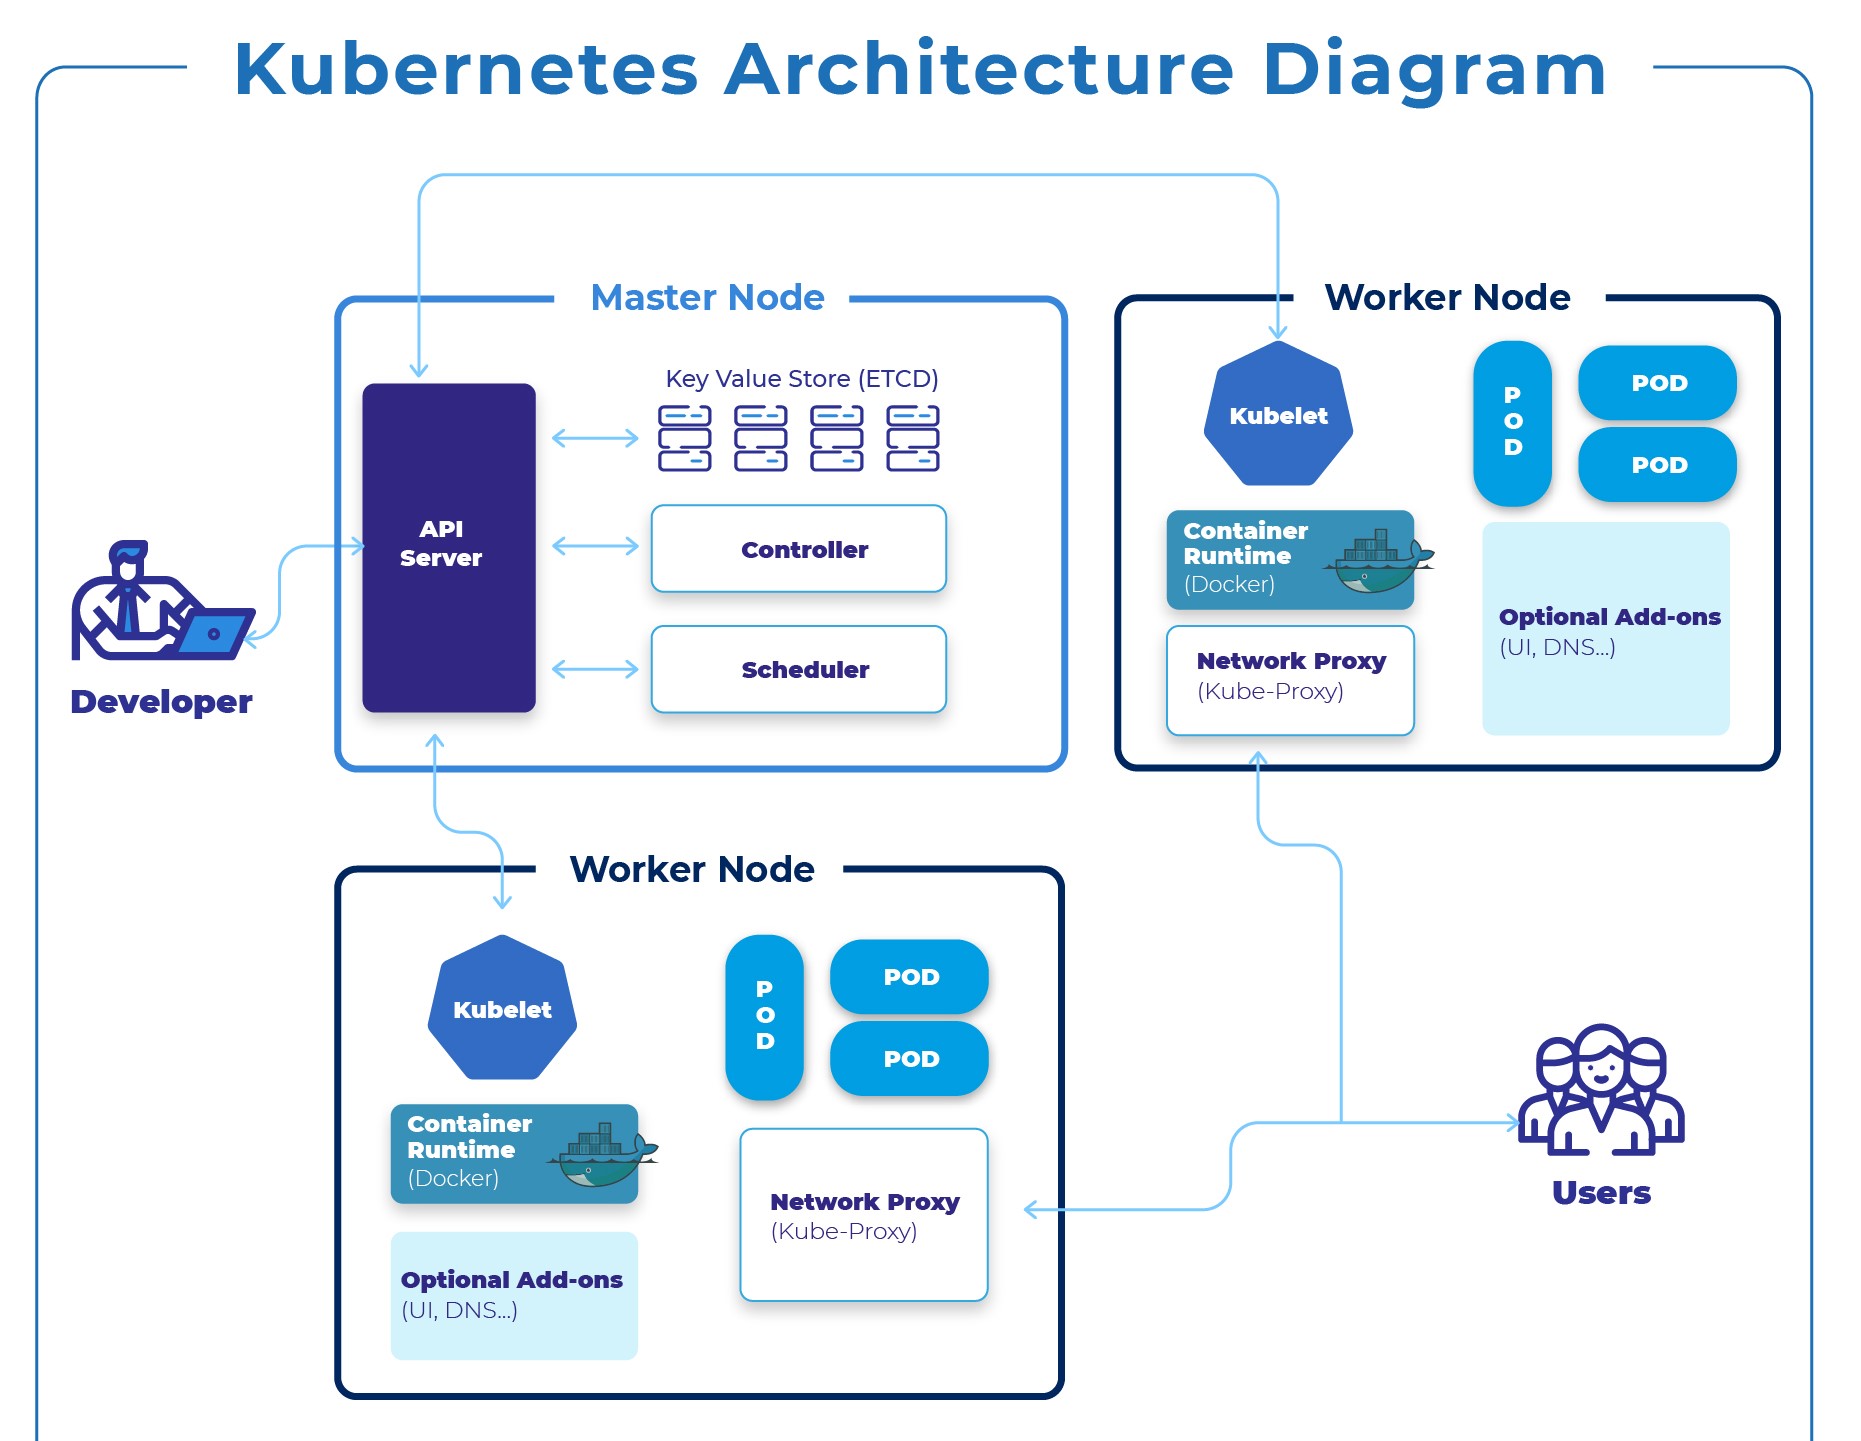 Kubernetes Architecture Diagram
Master Node
API
Server
Key Value Store (ETCD)
Controller
Scheduler
Developer
Worker Node
Kubelet
P
O
D
POD
POD
Container
Runtime
(Docker)
Optional Add-ons
(UI, DNS...)
Network Proxy
(Kube-Proxy)
Worker Node
Kubelet
P
O
D
POD
POD
Container
Runtime
(Docker)
Network Proxy
(Kube-Proxy)
Optional Add-ons
(UI, DNS...)
Users